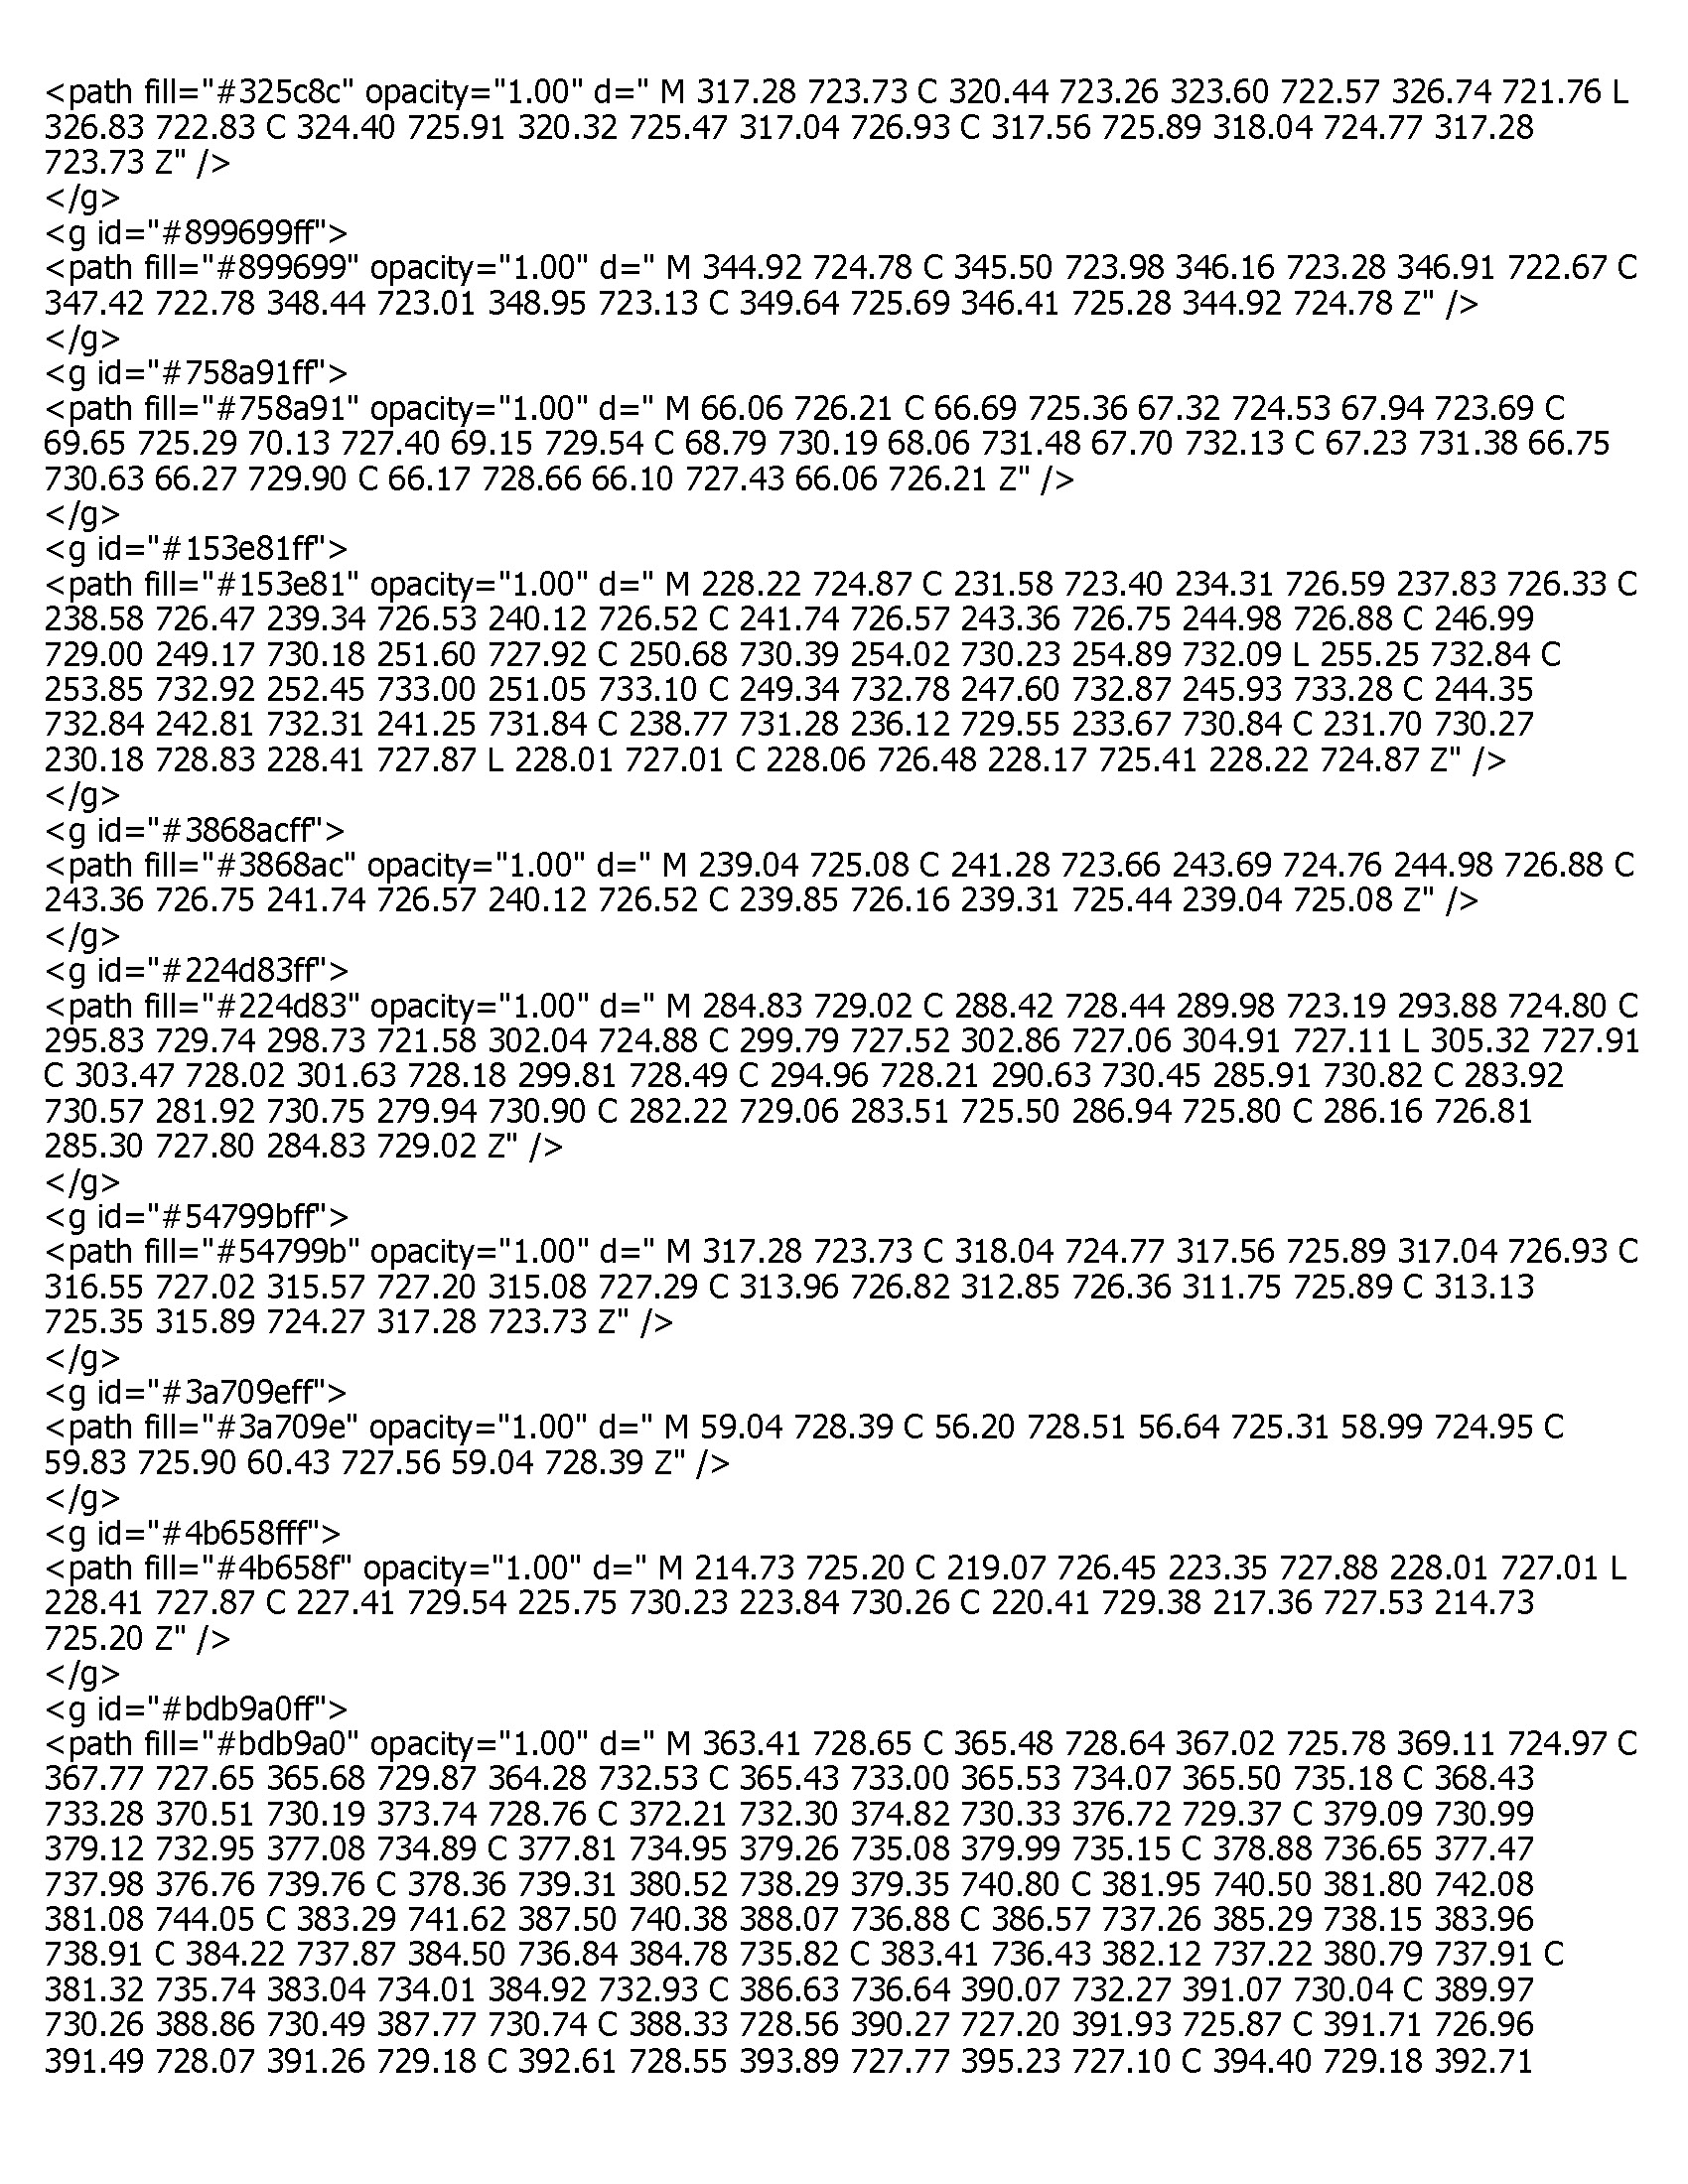 <path fill="#325c8c" opacity="1.00" d=" M 317.28 723.73 C 320.44 723.26 323.60 722.57 326.74 721.76 L
326.83 722.83 C 324.40 725.91 320.32 725.47 317.04 726.93 C 317.56 725.89 318.04 724.77 317.28
723.73 Z" />
</g>
<g id="#899699ff">
<path fill="#899699" opacity="1.00" d=" M 344.92 724.78 C 345.50 723.98 346.16 723.28 346.91 722.67 C
347.42 722.78 348.44 723.01 348.95 723.13 C 349.64 725.69 346.41 725.28 344.92 724.78 Z" />
</g>
<g id="#758a91ff">
<path fill="#758a91" opacity="1.00" d=" M 66.06 726.21 C 66.69 725.36 67.32 724.53 67.94 723.69 C
69.65 725.29 70.13 727.40 69.15 729.54 C 68.79 730.19 68.06 731.48 67.70 732.13 C 67.23 731.38 66.75
730.63 66.27 729.90 C 66.17 728.66 66.10 727.43 66.06 726.21 Z" />
</g>
<g id="#153e81ff">
<path fill="#153e81" opacity="1.00" d=" M 228.22 724.87 C 231.58 723.40 234.31 726.59 237.83 726.33 C
238.58 726.47 239.34 726.53 240.12 726.52 C 241.74 726.57 243.36 726.75 244.98 726.88 C 246.99
729.00 249.17 730.18 251.60 727.92 C 250.68 730.39 254.02 730.23 254.89 732.09 L 255.25 732.84 C
253.85 732.92 252.45 733.00 251.05 733.10 C 249.34 732.78 247.60 732.87 245.93 733.28 C 244.35
732.84 242.81 732.31 241.25 731.84 C 238.77 731.28 236.12 729.55 233.67 730.84 C 231.70 730.27
230.18 728.83 228.41 727.87 L 228.01 727.01 C 228.06 726.48 228.17 725.41 228.22 724.87 Z" />
</g>
<g id="#3868acff">
<path fill="#3868ac" opacity="1.00" d=" M 239.04 725.08 C 241.28 723.66 243.69 724.76 244.98 726.88 C
243.36 726.75 241.74 726.57 240.12 726.52 C 239.85 726.16 239.31 725.44 239.04 725.08 Z" />
</g>
<g id="#224d83ff">
<path fill="#224d83" opacity="1.00" d=" M 284.83 729.02 C 288.42 728.44 289.98 723.19 293.88 724.80 C
295.83 729.74 298.73 721.58 302.04 724.88 C 299.79 727.52 302.86 727.06 304.91 727.11 L 305.32 727.91
C 303.47 728.02 301.63 728.18 299.81 728.49 C 294.96 728.21 290.63 730.45 285.91 730.82 C 283.92
730.57 281.92 730.75 279.94 730.90 C 282.22 729.06 283.51 725.50 286.94 725.80 C 286.16 726.81
285.30 727.80 284.83 729.02 Z" />
</g>
<g id="#54799bff">
<path fill="#54799b" opacity="1.00" d=" M 317.28 723.73 C 318.04 724.77 317.56 725.89 317.04 726.93 C
316.55 727.02 315.57 727.20 315.08 727.29 C 313.96 726.82 312.85 726.36 311.75 725.89 C 313.13
725.35 315.89 724.27 317.28 723.73 Z" />
</g>
<g id="#3a709eff">
<path fill="#3a709e" opacity="1.00" d=" M 59.04 728.39 C 56.20 728.51 56.64 725.31 58.99 724.95 C
59.83 725.90 60.43 727.56 59.04 728.39 Z" />
</g>
<g id="#4b658fff">
<path fill="#4b658f" opacity="1.00" d=" M 214.73 725.20 C 219.07 726.45 223.35 727.88 228.01 727.01 L
228.41 727.87 C 227.41 729.54 225.75 730.23 223.84 730.26 C 220.41 729.38 217.36 727.53 214.73
725.20 Z" />
</g>
<g id="#bdb9a0ff">
<path fill="#bdb9a0" opacity="1.00" d=" M 363.41 728.65 C 365.48 728.64 367.02 725.78 369.11 724.97 C
367.77 727.65 365.68 729.87 364.28 732.53 C 365.43 733.00 365.53 734.07 365.50 735.18 C 368.43
733.28 370.51 730.19 373.74 728.76 C 372.21 732.30 374.82 730.33 376.72 729.37 C 379.09 730.99
379.12 732.95 377.08 734.89 C 377.81 734.95 379.26 735.08 379.99 735.15 C 378.88 736.65 377.47
737.98 376.76 739.76 C 378.36 739.31 380.52 738.29 379.35 740.80 C 381.95 740.50 381.80 742.08
381.08 744.05 C 383.29 741.62 387.50 740.38 388.07 736.88 C 386.57 737.26 385.29 738.15 383.96
738.91 C 384.22 737.87 384.50 736.84 384.78 735.82 C 383.41 736.43 382.12 737.22 380.79 737.91 C
381.32 735.74 383.04 734.01 384.92 732.93 C 386.63 736.64 390.07 732.27 391.07 730.04 C 389.97
730.26 388.86 730.49 387.77 730.74 C 388.33 728.56 390.27 727.20 391.93 725.87 C 391.71 726.96
391.49 728.07 391.26 729.18 C 392.61 728.55 393.89 727.77 395.23 727.10 C 394.40 729.18 392.71